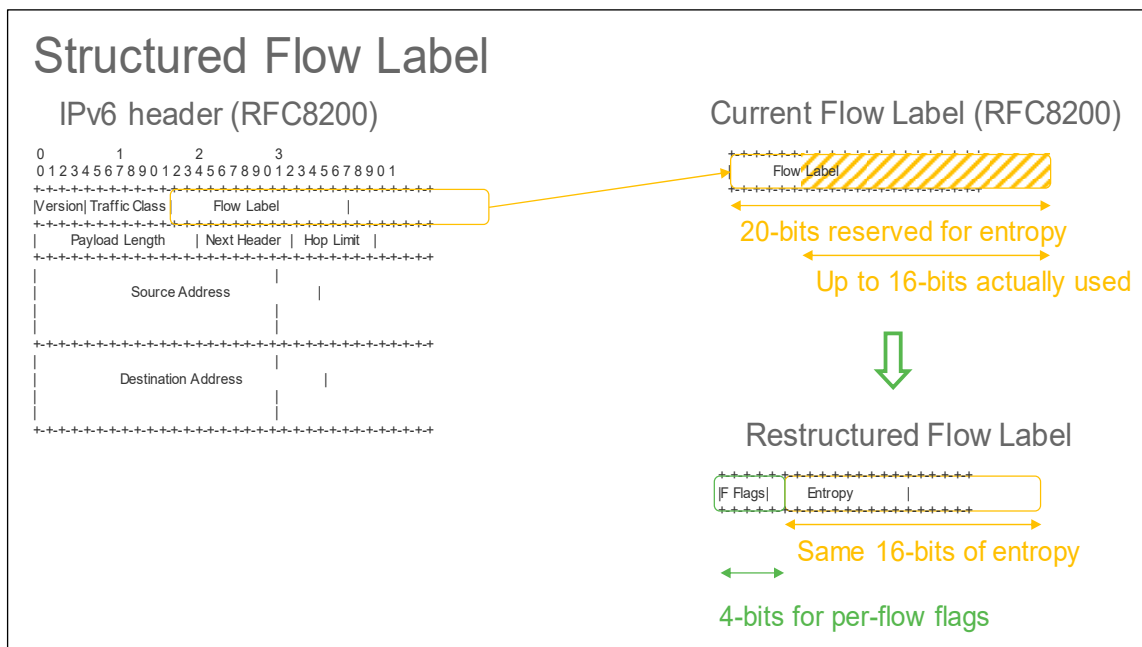 Structured Flow Label
IPv6 header (RFC8200)
0 1 2 3
0 1 2 3 4 5 6 7 8 9 0 1 2 3 4 5 6 7 8 9 0 1 2 3 4 5 6 7 8 9 0 1
+-+-+-+-+-+-+-+-+-+-+-+-+-+-+-+-+-+-+-+-+-+-+-+-+-+-+-+-+-+-+-+-+
|Version| Traffic Class | Flow Label |
+-+-+-+-+-+-+-+-+-+-+-+-+-+-+-+-+-+-+-+-+-+-+-+-+-+-+-+-+-+-+-+-+
| Payload Length | Next Header | Hop Limit |
+-+-+-+-+-+-+-+-+-+-+-+-+-+-+-+-+-+-+-+-+-+-+-+-+-+-+-+-+-+-+-+-+
| |
| Source Address |
| |
| |
+-+-+-+-+-+-+-+-+-+-+-+-+-+-+-+-+-+-+-+-+-+-+-+-+-+-+-+-+-+-+-+-+
| |
| Destination Address |
| |
| |
+-+-+-+-+-+-+-+-+-+-+-+-+-+-+-+-+-+-+-+-+-+-+-+-+-+-+-+-+-+-+-+-+
Current Flow Label (RFC8200)
+-+-+-+-+-+-+-+-+-+-+-+-+-+-+-+-+-+-+-+-+
| Flow Label
+-+-+-+-+-+-+-+-+-+-+-+-+-+-+-+-+-+-+-+-+
20-bits reserved for entropy
Up to 16-bits actually used
Restructured Flow Label
+-+-+-+-+-+-+-+-+-+-+-+-+-+-+-+-+-+-+-+-+
|F Flags| Entropy |
+-+-+-+-+-+-+-+-+-+-+-+-+-+-+-+-+-+-+-+-+
Same 16-bits of entropy
4-bits for per-flow flags